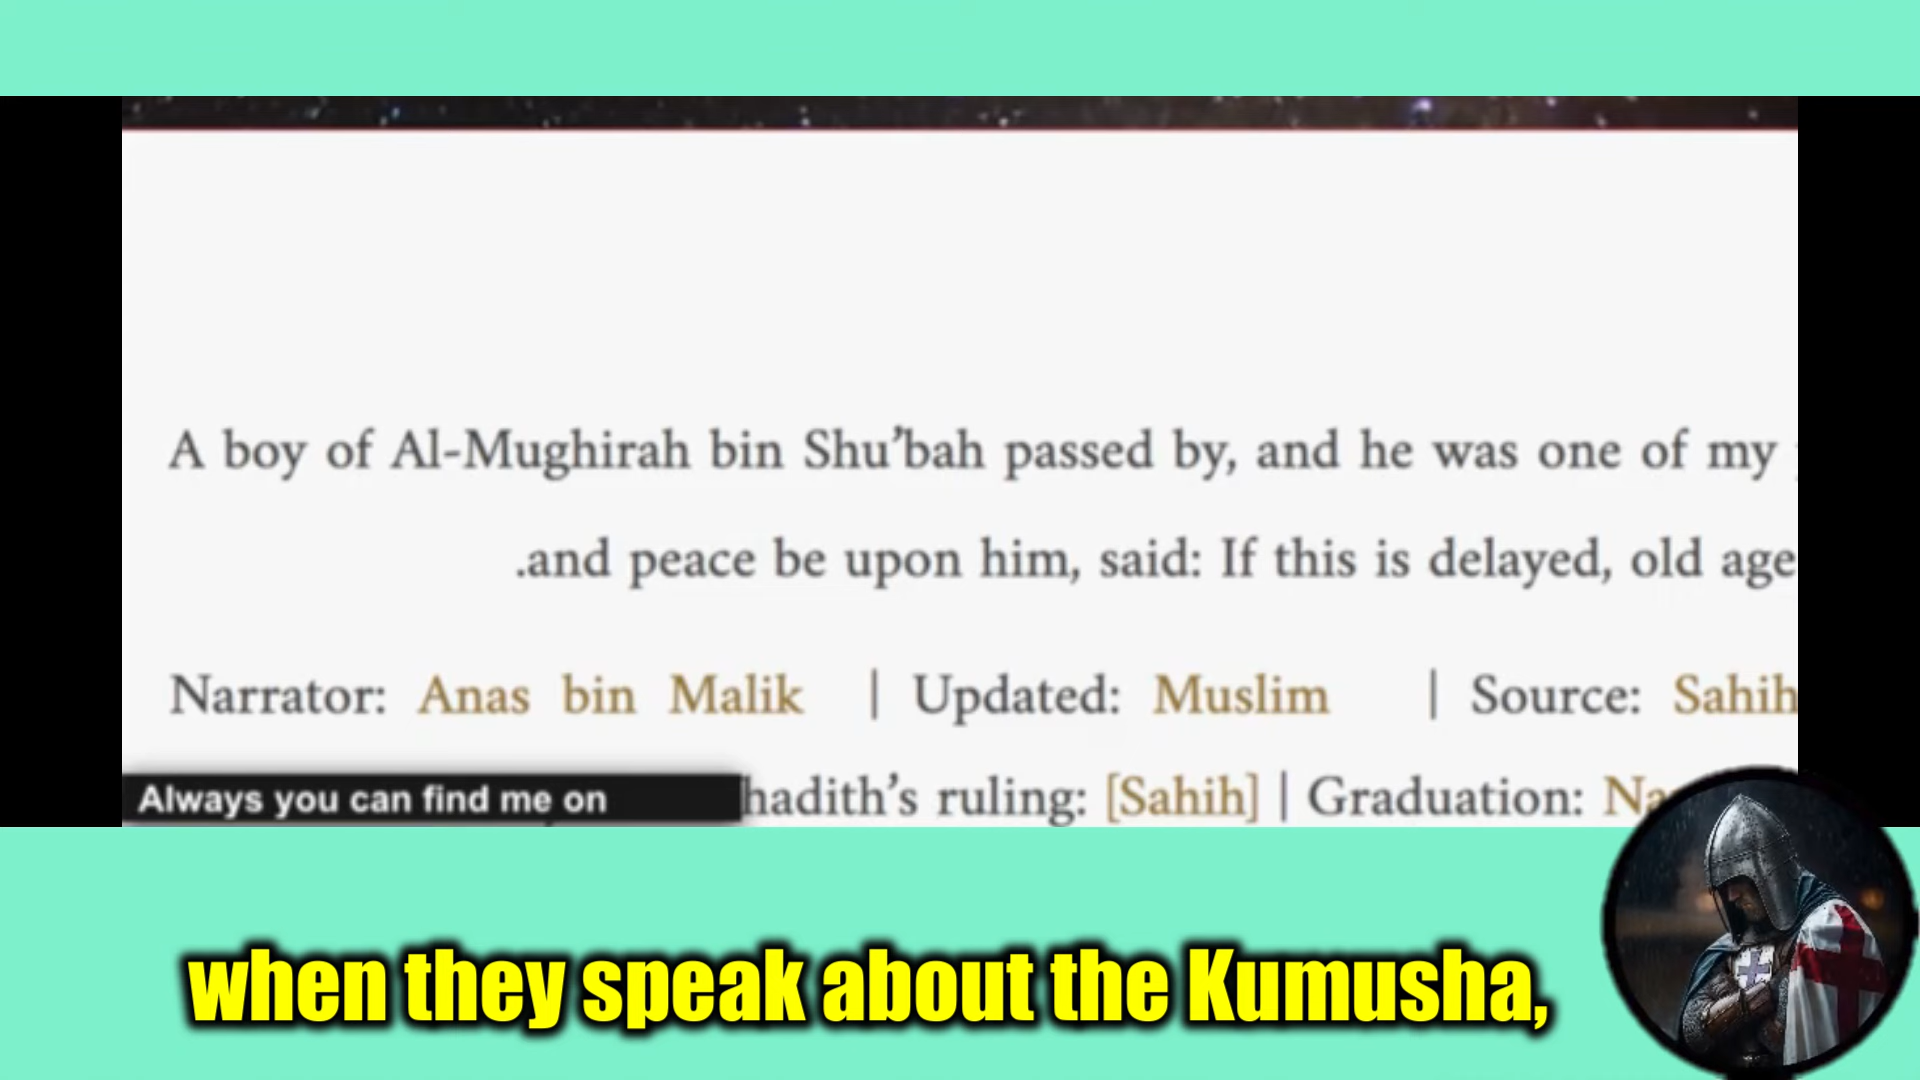 A boy of Al-Mughirah bin Shu’bah passed by, and he was one of my
.and peace be upon him, said: If this is delayed, old age
Narrator: Anas bin Malik | Updated: Muslim | Source: Sahih
Always you can find me on
hadith’s ruling: [Sahih] | Graduation:
when they speak about the Kumusha,